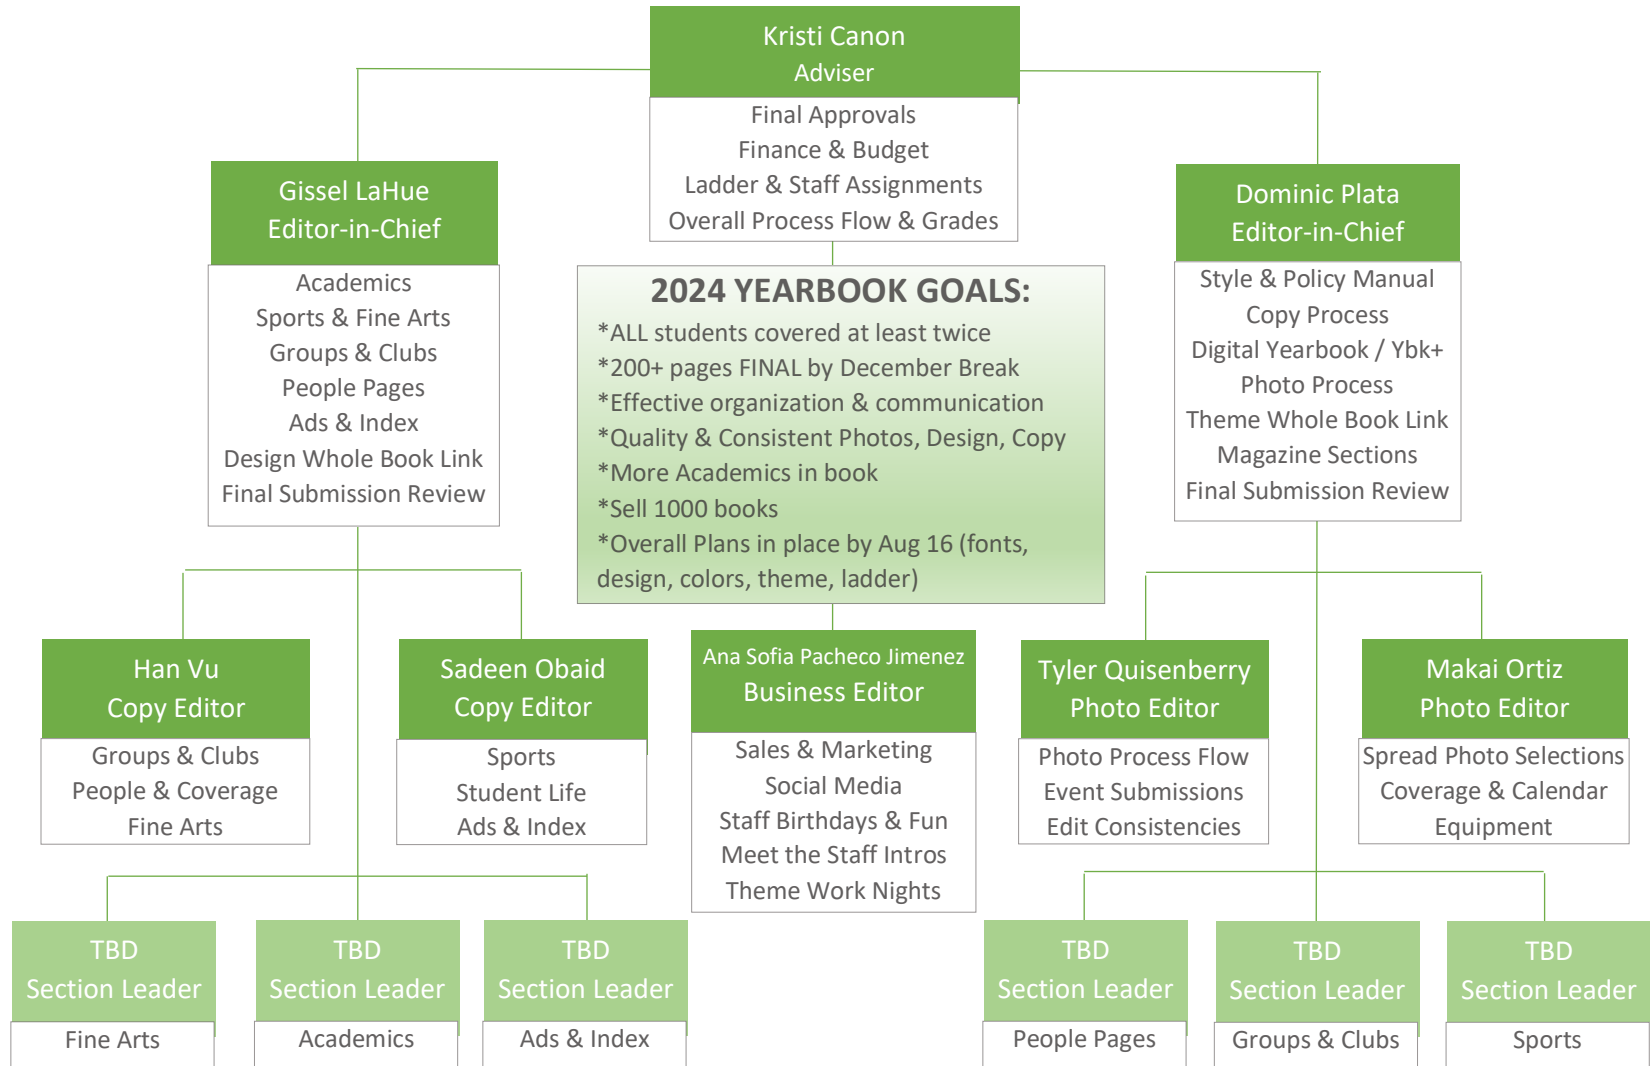 Kristi Canon
Adviser
Final Approvals
Finance & Budget
Ladder & Staff Assignments
Overall Process Flow & Grades
Gissel LaHue
Editor-in-Chief
Academics
Sports & Fine Arts
Groups & Clubs
People Pages
Ads & Index
Design Whole Book Link
Final Submission Review
2024 YEARBOOK GOALS:
*ALL students covered at least twice
*200+ pages FINAL by December Break
*Effective organization & communication
*Quality & Consistent Photos, Design, Copy
*More Academics in book
*Sell 1000 books
*Overall Plans in place by Aug 16 (fonts,
design, colors, theme, ladder)
Dominic Plata
Editor-in-Chief
Style & Policy Manual
Copy Process
Digital Yearbook / Ybk+
Photo Process
Theme Whole Book Link
Magazine Sections
Final Submission Review
Han Vu
Copy Editor
Groups & Clubs
People & Coverage
Fine Arts
Sadeen Obaid
Copy Editor
Sports
Student Life
Ads & Index
Ana Sofia Pacheco Jimenez
Business Editor
Sales & Marketing
Social Media
Staff Birthdays & Fun
Meet the Staff Intros
Theme Work Nights
Tyler Quisenberry
Photo Editor
Photo Process Flow
Event Submissions
Edit Consistencies
Makai Ortiz
Photo Editor
Spread Photo Selections
Coverage & Calendar
Equipment
TBD
Section Leader
Fine Arts
TBD
Section Leader
Academics
TBD
Section Leader
Ads & Index
TBD
Section Leader
People Pages
TBD
Section Leader
Groups & Clubs
TBD
Section Leader
Sports